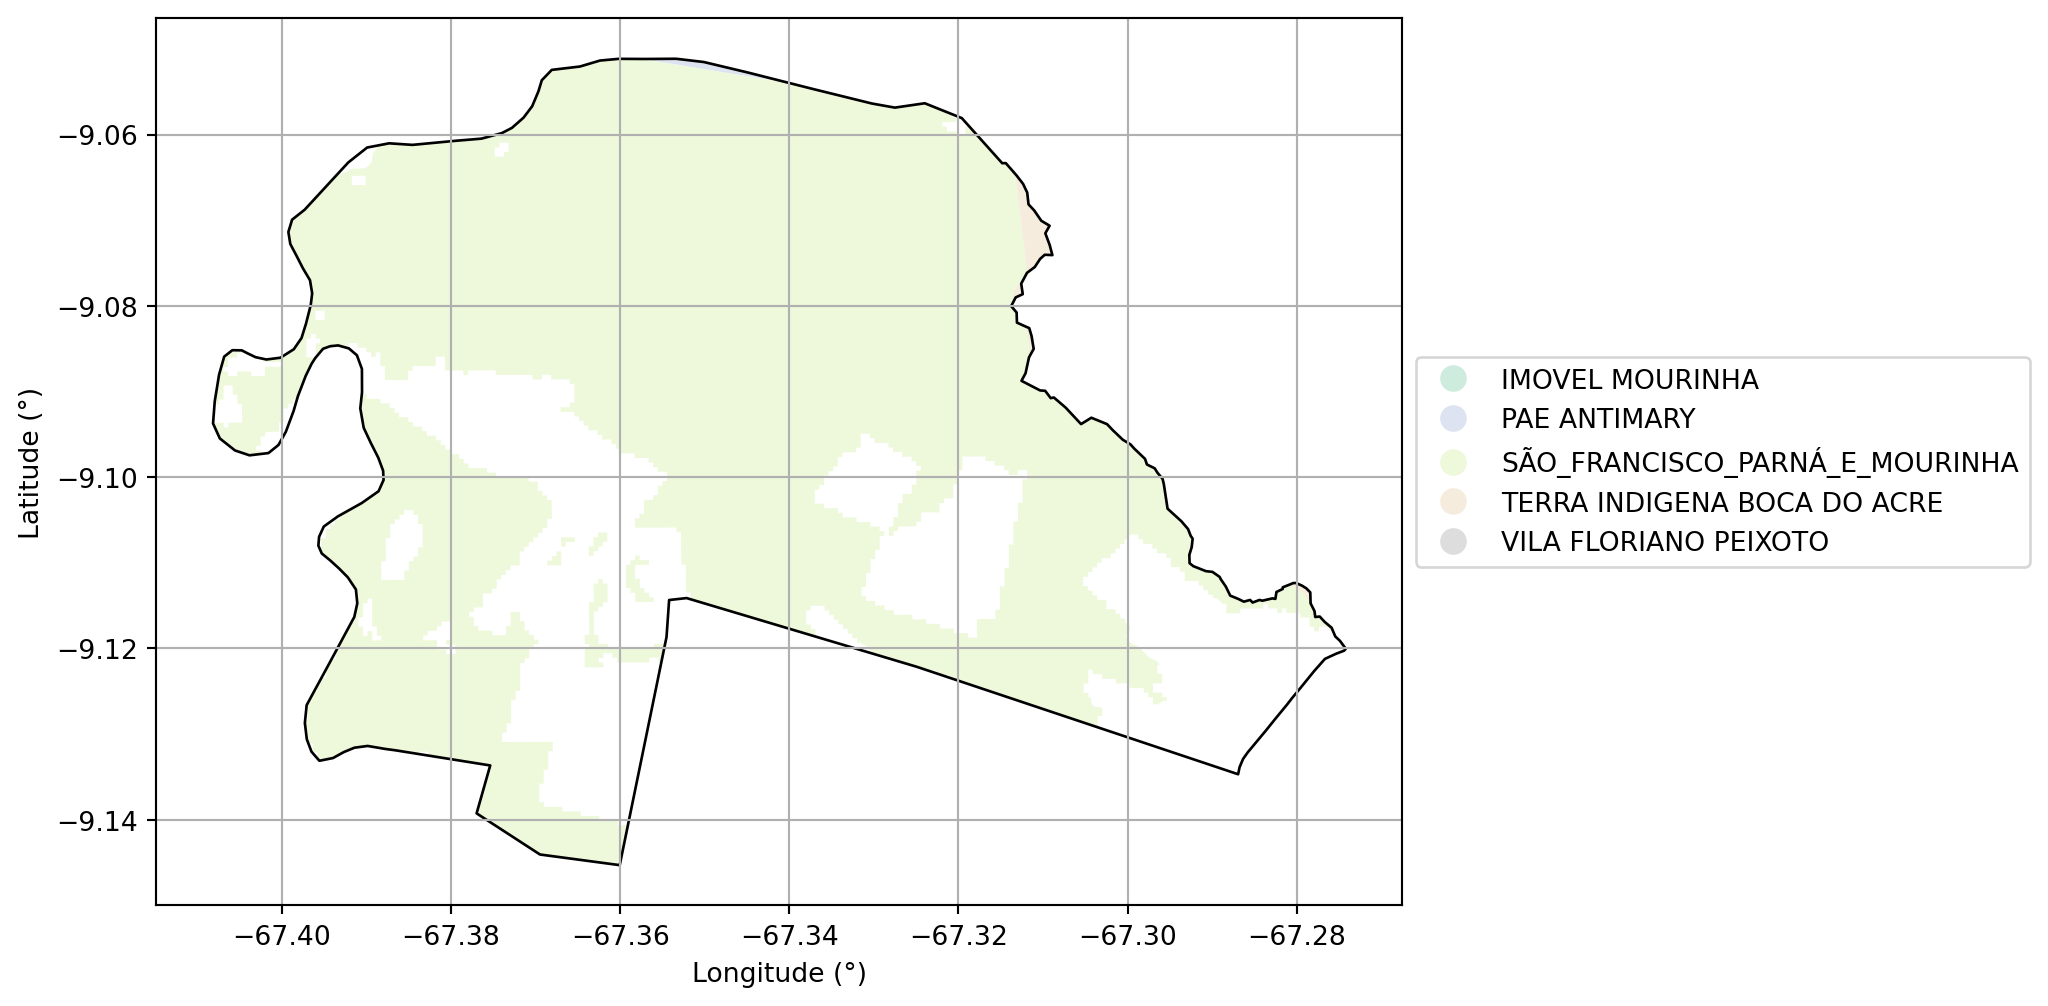 −9.06
−9.08
−9.10
−9.12
−9.14
Latitude (°)
−67.40 −67.38 −67.36 −67.34 −67.32 −67.30 −67.28
Longitude (°)
IMOVEL MOURINHA
PAE ANTIMARY
SÃO_FRANCISCO_PARNÁ_E_MOURINHA
TERRA INDIGENA BOCA DO ACRE
VILA FLORIANO PEIXOTO